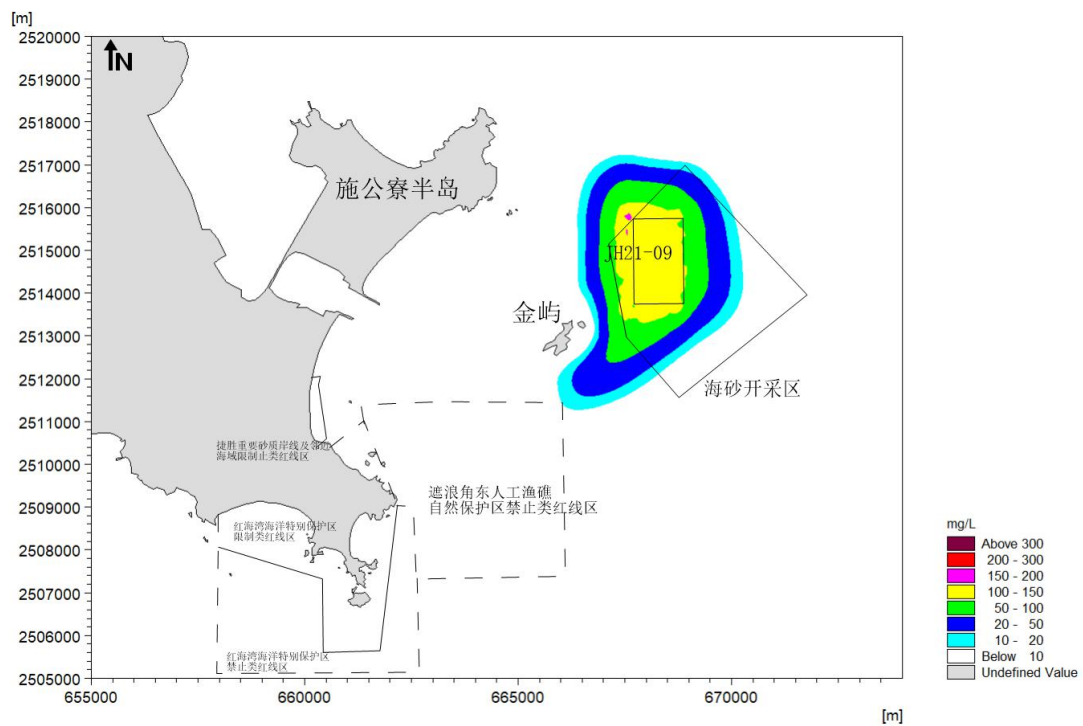 [m]
2520000
2519000
2518000
2517000
2516000
2515000
2514000
2513000
2512000
2511000
2510000
2509000
2508000
2507000
2506000
2505000
N
施公寮半岛
JH21-09
金屿
海砂开采区
捷胜重要砂质岸线及邻近
海域限制止类红线区
遮浪角东人工渔礁
自然保护区禁止类红线区
红海湾海洋特别保护区
限制类红线区
红海湾海洋特别保护区
禁止类红线区
655000
660000
665000
670000
[m]
mg/L
Above 300
200 - 300
150 - 200
100 - 150
50 - 100
20 - 50
10 - 20
Below 10
Undefined Value